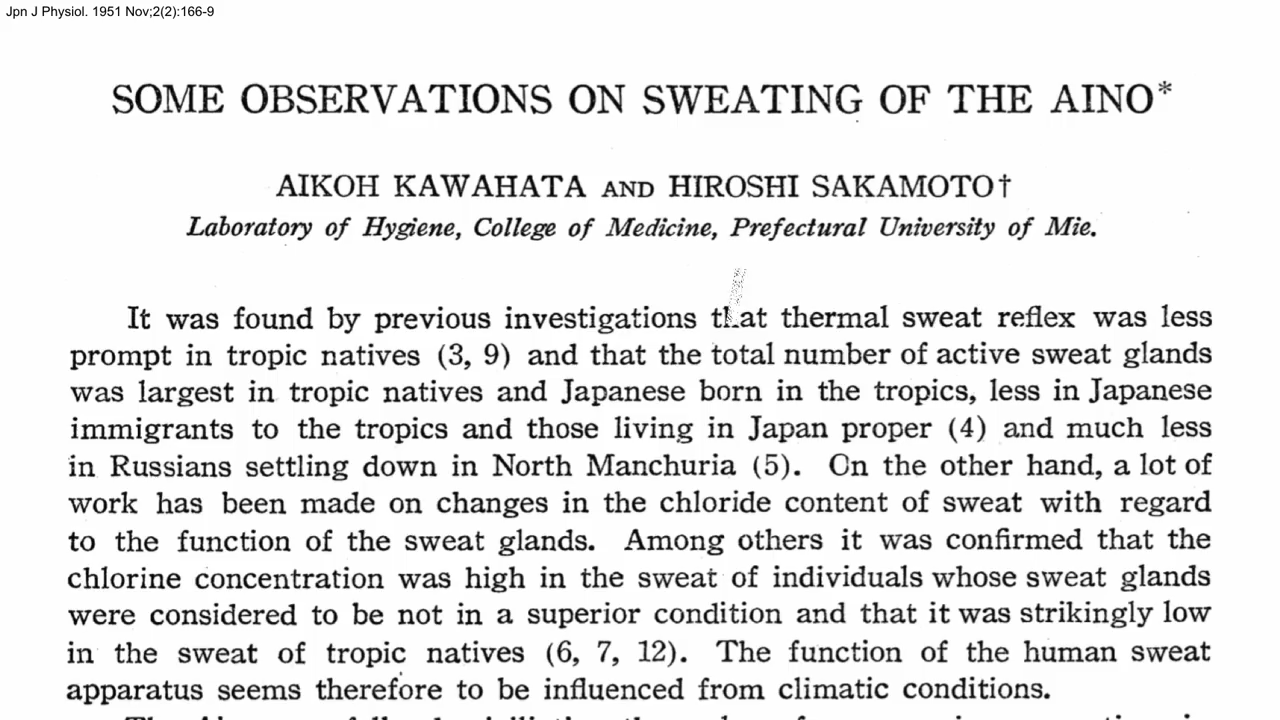 Jpn J Physiol. 1951 Nov;2(2):166-9
SOME OBSERVATIONS ON SWEATING OF THE AINO*
AIKOH KAWAHATA AND HIROSHI SAKAMOTO†
Laboratory of Hygiene, College of Medicine, Prefectural University of Mie.
It was found by previous investigations that thermal sweat reflex was less
prompt in tropic natives (3, 9) and that the total number of active sweat glands
was largest in tropic natives and Japanese born in the tropics, less in Japanese
immigrants to the tropics and those living in Japan proper (4) and much less
in Russians settling down in North Manchuria (5). On the other hand, a lot of
work has been made on changes in the chloride content of sweat with regard
to the function of the sweat glands. Among others it was confirmed that the
chlorine concentration was high in the sweat of individuals whose sweat glands
were considered to be not in a superior condition and that it was strikingly low
in the sweat of tropic natives (6, 7, 12). The function of the human sweat
apparatus seems therefore to be influenced from climatic conditions.